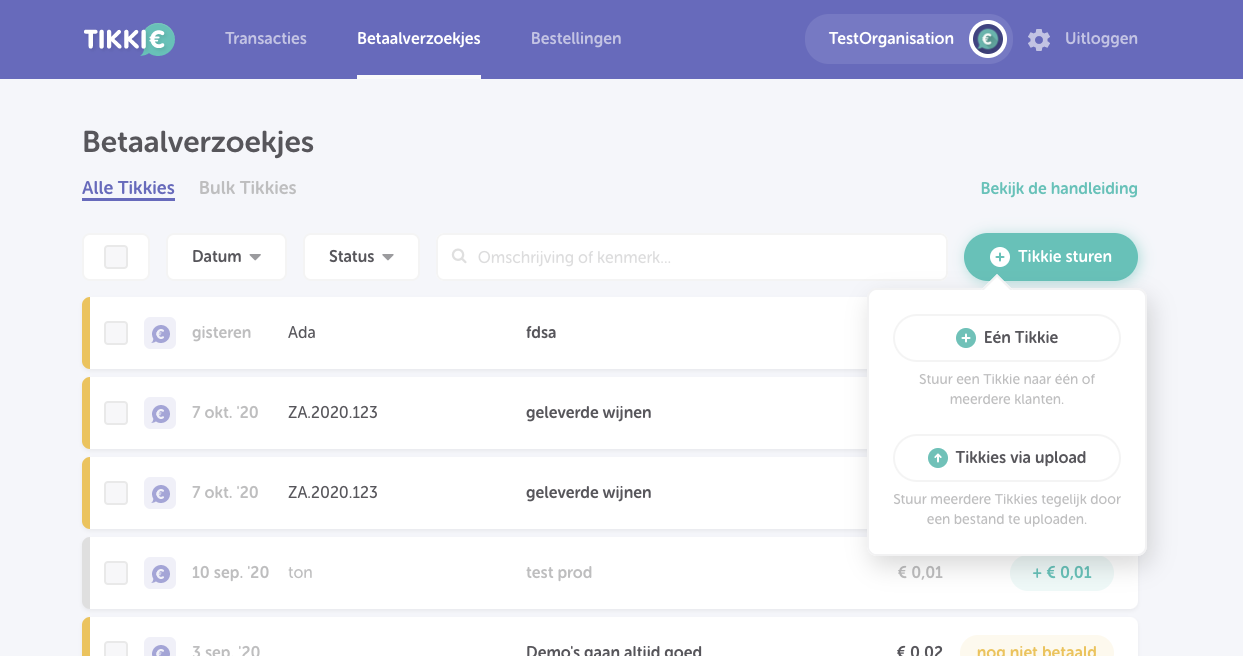 TIKKI€
Transacties
Betaalverzoekjes
Bestellingen
TestOrganisation
Uitloggen
Betaalverzoekjes
Alle Tikkies
Bulk Tikkies
Bekijk de handleiding
Datum
Status
Omschrijving of kenmerk...
Tikkie sturen
gisteren Ada fdsa
Eén Tikkie
Stuur een Tikkie naar één of
meerdere klanten.
7 okt. '20 ZA.2020.123 geleverde wijnen
Tikkies via upload
Stuur meerdere Tikkies tegelijk door
een bestand te uploaden.
7 okt. '20 ZA.2020.123 geleverde wijnen
10 sep. '20 ton test prod € 0,01 + € 0,01
3 sep. '20 Demo's gaan altijd goed € 0,02 nog niet betaald